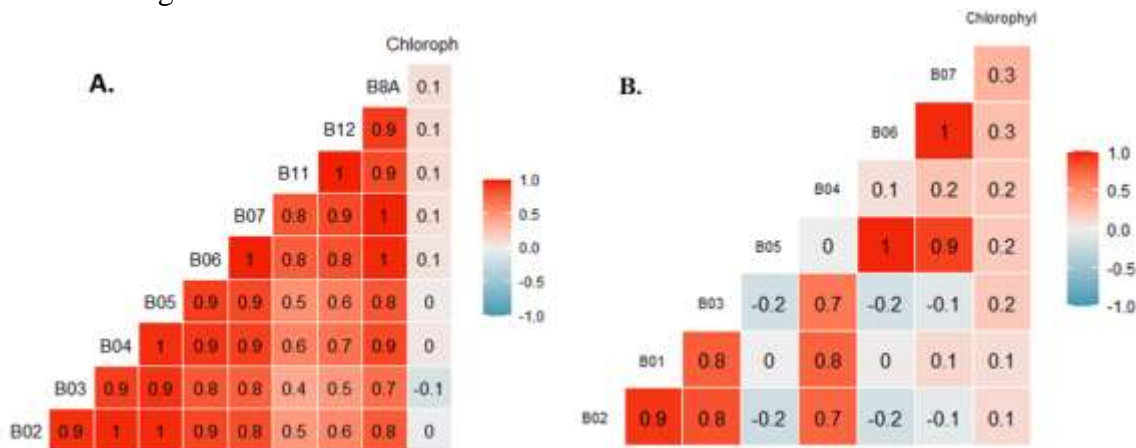 Chloroph
A.
B8A 0.1
B12 0.9 0.1
B11 1 0.9 0.1
B07 0.8 0.9 1 0.1
B06 1 0.8 0.8 1 0.1
B05 0.9 0.9 0.5 0.6 0.8 0
B04 1 0.9 0.9 0.6 0.7 0.9 0
B03 0.9 0.9 0.8 0.8 0.4 0.5 0.7 -0.1
B02 0.9 1 1 0.9 0.8 0.5 0.6 0.8 0
1.0
0.5
0.0
-0.5
-1.0
Chlorophyl
B.
B07 0.3
B06 1 0.3
B04 0.1 0.2 0.2
B05 0 1 0.9 0.2
B03 -0.2 0.7 -0.2 -0.1 0.2
B01 0.8 0 0.8 0 0.1 0.1
B02 0.9 0.8 -0.2 0.7 -0.2 -0.1 0.1
1.0
0.5
0.0
-0.5
-1.0